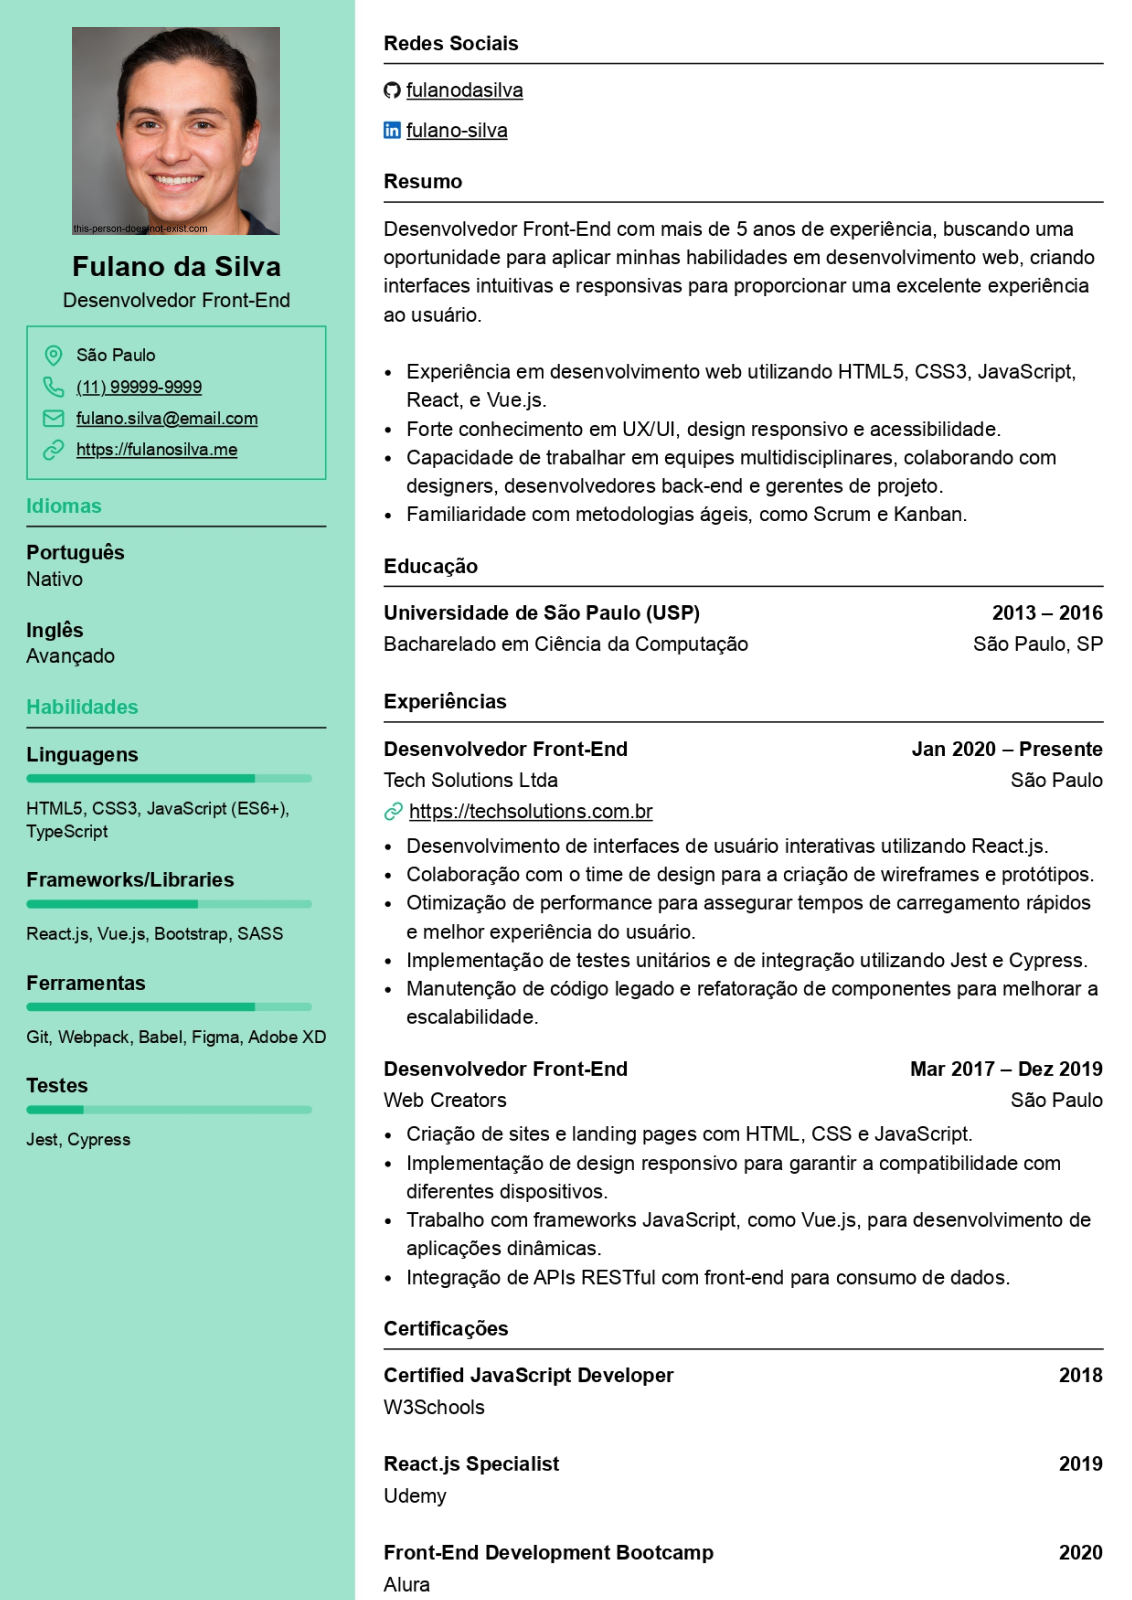 this-person-does-not-exist.com
Fulano da Silva
Desenvolvedor Front-End
São Paulo
(11) 99999-9999
fulano.silva@email.com
https://fulanosilva.me
Idiomas
Português
Nativo
Inglês
Avançado
Habilidades
Linguagens
HTML5, CSS3, JavaScript (ES6+),
TypeScript
Frameworks/Libraries
React.js, Vue.js, Bootstrap, SASS
Ferramentas
Git, Webpack, Babel, Figma, Adobe XD
Testes
Jest, Cypress
Redes Sociais
fulanodasilva
in fulano-silva
Resumo
Desenvolvedor Front-End com mais de 5 anos de experiência, buscando uma
oportunidade para aplicar minhas habilidades em desenvolvimento web, criando
interfaces intuitivas e responsivas para proporcionar uma excelente experiência
ao usuário.
• Experiência em desenvolvimento web utilizando HTML5, CSS3, JavaScript,
React, e Vue.js.
• Forte conhecimento em UX/UI, design responsivo e acessibilidade.
• Capacidade de trabalhar em equipes multidisciplinares, colaborando com
designers, desenvolvedores back-end e gerentes de projeto.
• Familiaridade com metodologias ágeis, como Scrum e Kanban.
Educação
Universidade de São Paulo (USP) 2013 – 2016
Bacharelado em Ciência da Computação São Paulo, SP
Experiências
Desenvolvedor Front-End Jan 2020 – Presente
Tech Solutions Ltda São Paulo
https://techsolutions.com.br
• Desenvolvimento de interfaces de usuário interativas utilizando React.js.
• Colaboração com o time de design para a criação de wireframes e protótipos.
• Otimização de performance para assegurar tempos de carregamento rápidos
e melhor experiência do usuário.
• Implementação de testes unitários e de integração utilizando Jest e Cypress.
• Manutenção de código legado e refatoração de componentes para melhorar a
escalabilidade.
Desenvolvedor Front-End Mar 2017 – Dez 2019
Web Creators São Paulo
• Criação de sites e landing pages com HTML, CSS e JavaScript.
• Implementação de design responsivo para garantir a compatibilidade com
diferentes dispositivos.
• Trabalho com frameworks JavaScript, como Vue.js, para desenvolvimento de
aplicações dinâmicas.
• Integração de APIs RESTful com front-end para consumo de dados.
Certificações
Certified JavaScript Developer 2018
W3Schools
React.js Specialist 2019
Udemy
Front-End Development Bootcamp 2020
Alura